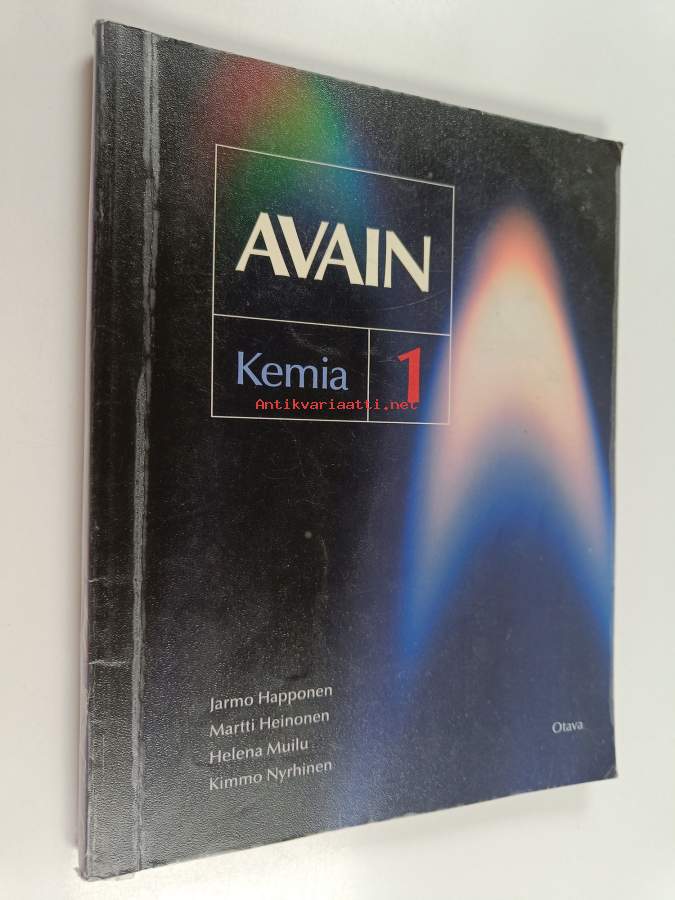 AVAIN
Kemia 1
Antikvariaatti.net
Jarmo Happonen
Martti Heinonen
Helena Muilu
Kimmo Nyrhinen
Otava